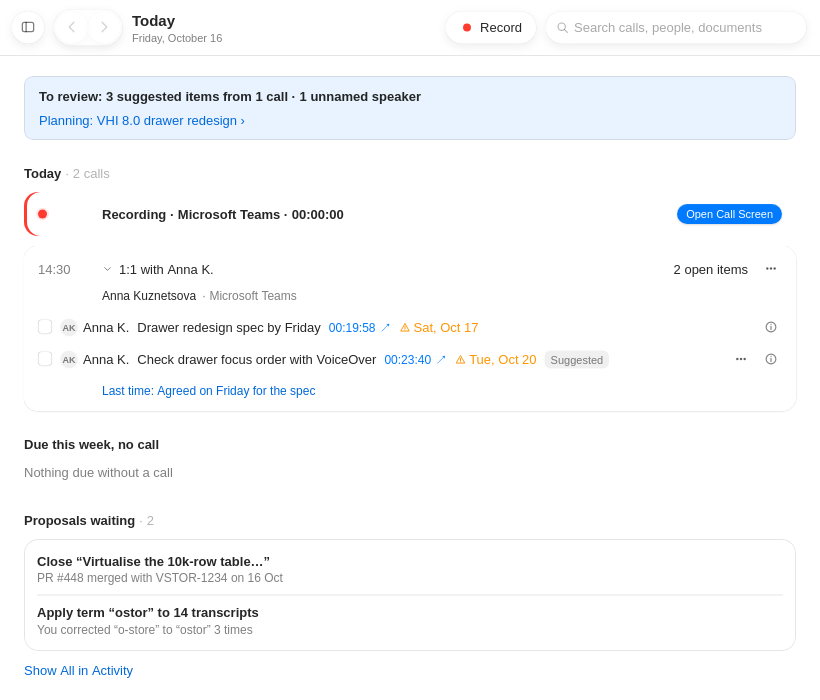 Today
Friday, October 16
Record
Search calls, people, documents
To review: 3 suggested items from 1 call · 1 unnamed speaker
Planning: VHI 8.0 drawer redesign ›
Today · 2 calls
Recording · Microsoft Teams · 00:00:00
Open Call Screen
14:30 1:1 with Anna K. 2 open items
Anna Kuznetsova · Microsoft Teams
AK Anna K. Drawer redesign spec by Friday 00:19:58 Sat, Oct 17
AK Anna K. Check drawer focus order with VoiceOver 00:23:40 Tue, Oct 20 Suggested
Last time: Agreed on Friday for the spec
Due this week, no call
Nothing due without a call
Proposals waiting · 2
Close “Virtualise the 10k-row table…”
PR #448 merged with VSTOR-1234 on 16 Oct
Apply term “ostor” to 14 transcripts
You corrected “o-store” to “ostor” 3 times
Show All in Activity